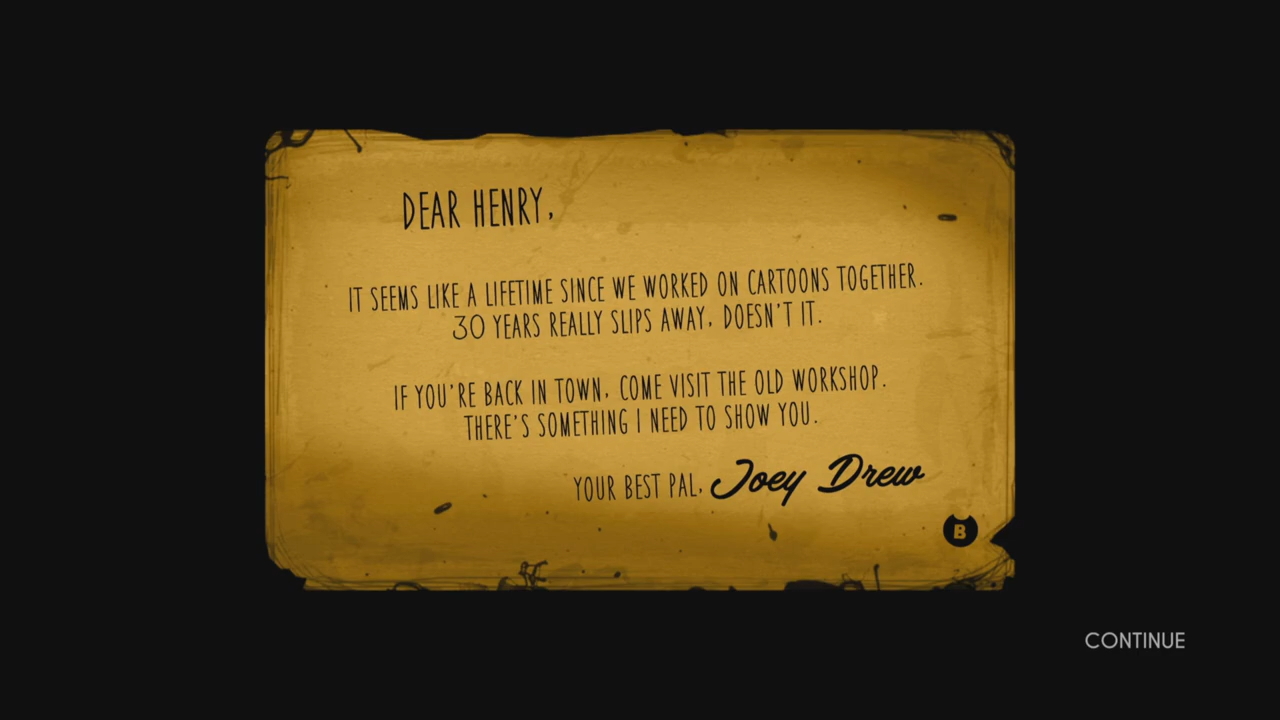 DEAR HENRY,
IT SEEMS LIKE A LIFETIME SINCE WE WORKED ON CARTOONS TOGETHER.
30 YEARS REALLY SLIPS AWAY, DOESN'T IT.
IF YOU'RE BACK IN TOWN, COME VISIT THE OLD WORKSHOP.
THERE'S SOMETHING I NEED TO SHOW YOU.
YOUR BEST PAL, Joey Drew
B
CONTINUE